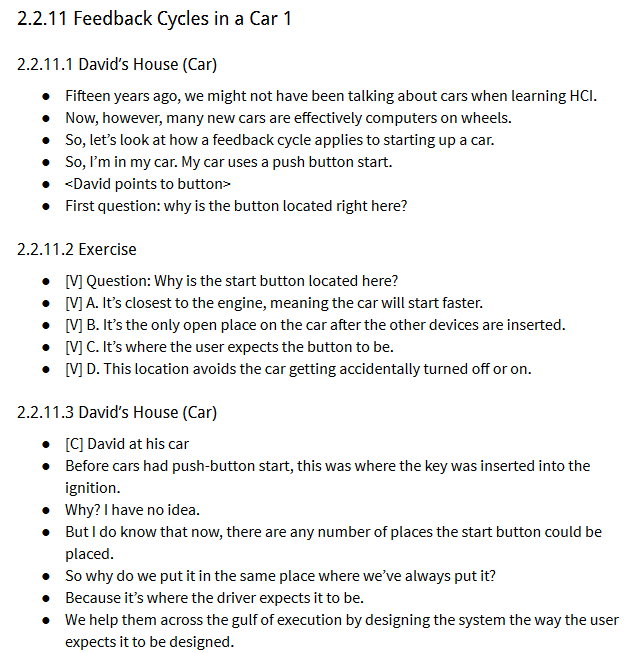 2.2.11 Feedback Cycles in a Car 1
2.2.11.1 David's House (Car)
● Fifteen years ago, we might not have been talking about cars when learning HCI.
● Now, however, many new cars are effectively computers on wheels.
● So, let's look at how a feedback cycle applies to starting up a car.
● So, I'm in my car. My car uses a push button start.
● <David points to button>
● First question: why is the button located right here?
2.2.11.2 Exercise
● [V] Question: Why is the start button located here?
● [V] A. It's closest to the engine, meaning the car will start faster.
● [V] B. It's the only open place on the car after the other devices are inserted.
● [V] C. It's where the user expects the button to be.
● [V] D. This location avoids the car getting accidentally turned off or on.
2.2.11.3 David's House (Car)
● [C] David at his car
● Before cars had push-button start, this was where the key was inserted into the
ignition.
● Why? I have no idea.
● But I do know that now, there are any number of places the start button could be
placed.
● So why do we put it in the same place where we've always put it?
● Because it's where the driver expects it to be.
● We help them across the gulf of execution by designing the system the way the user
expects it to be designed.